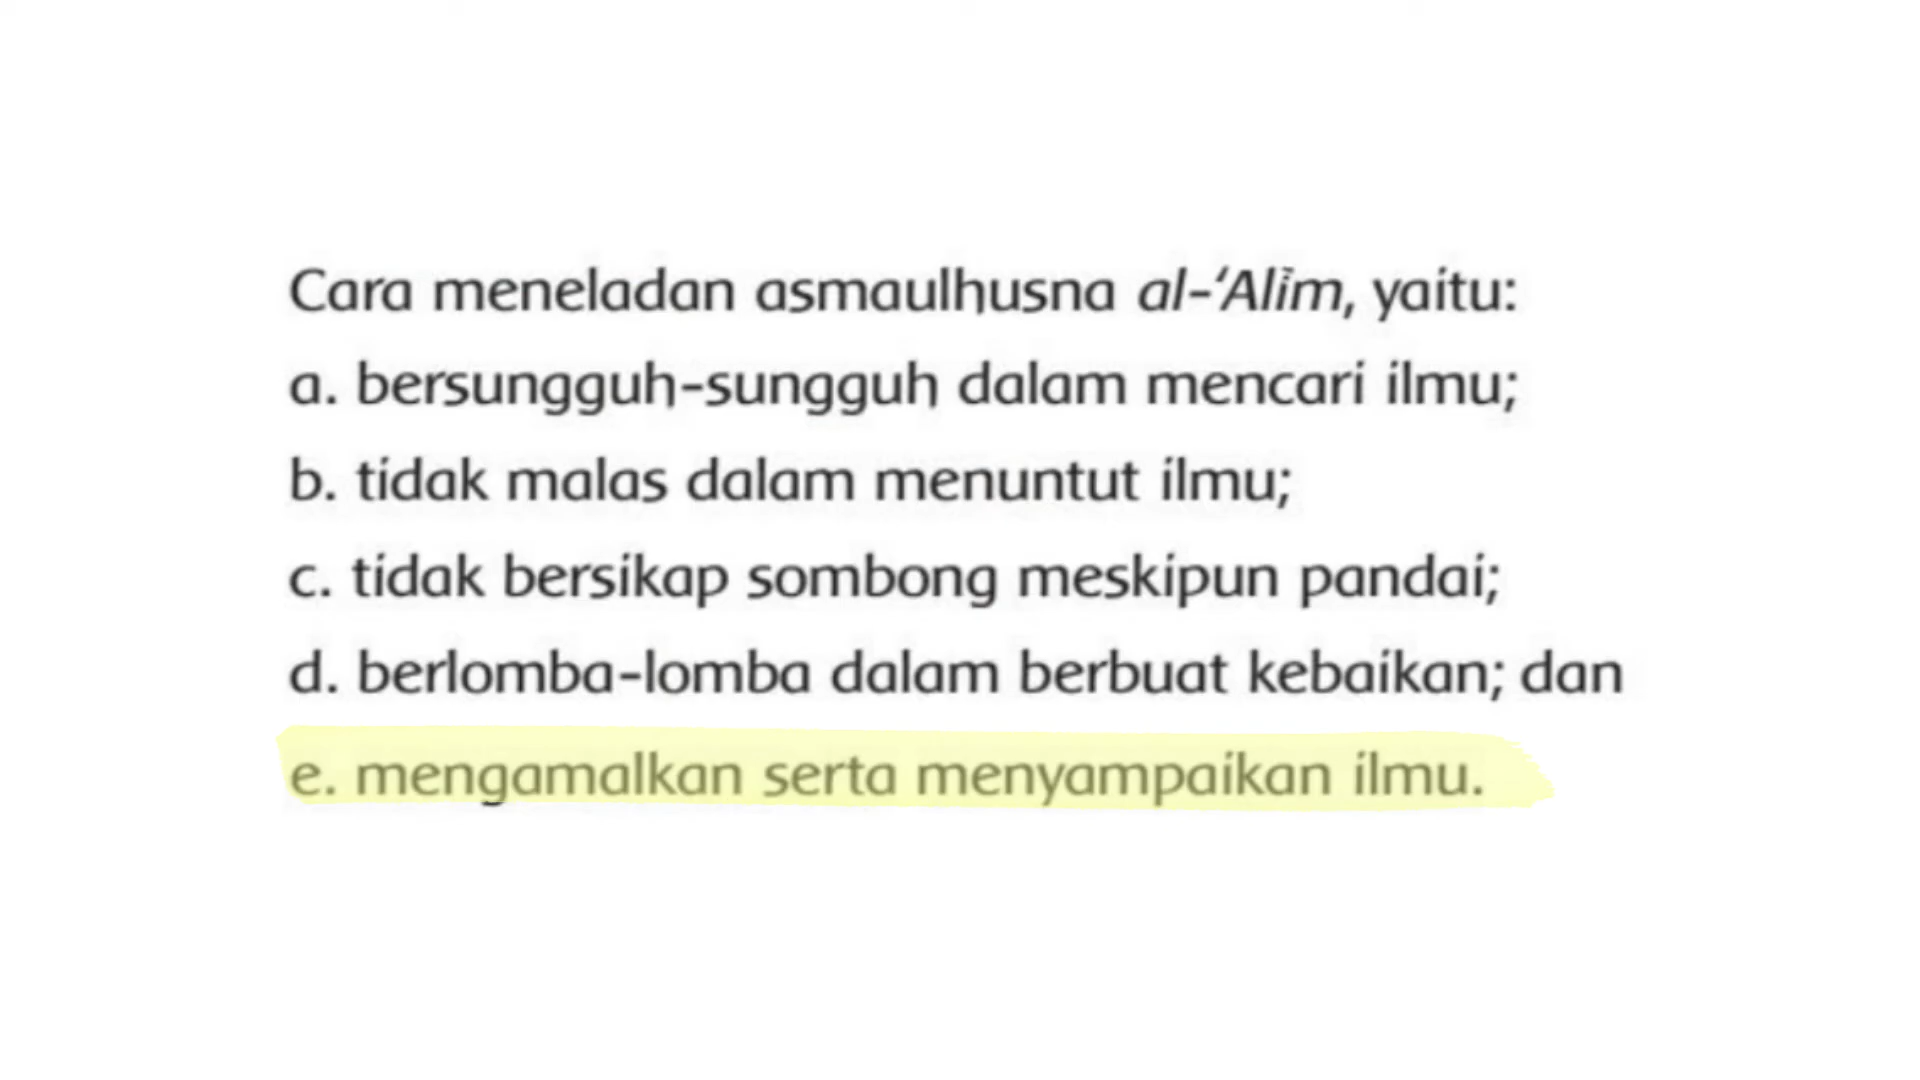 Cara meneladan asmaulhusna al-‘Alīm, yaitu:
a. bersungguh-sungguh dalam mencari ilmu;
b. tidak malas dalam menuntut ilmu;
c. tidak bersikap sombong meskipun pandai;
d. berlomba-lomba dalam berbuat kebaikan; dan
e. mengamalkan serta menyampaikan ilmu.